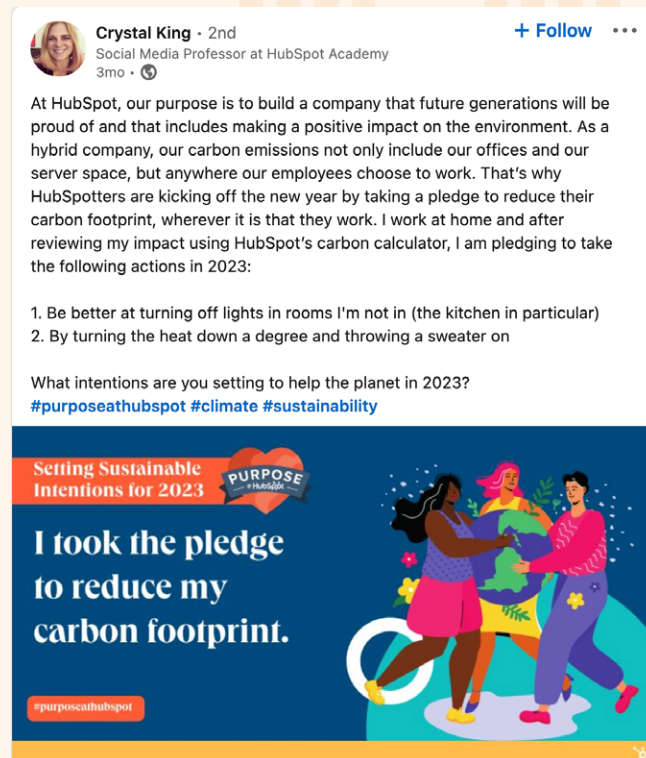 Crystal King • 2nd
+ Follow •••
Social Media Professor at HubSpot Academy
3mo •
At HubSpot, our purpose is to build a company that future generations will be
proud of and that includes making a positive impact on the environment. As a
hybrid company, our carbon emissions not only include our offices and our
server space, but anywhere our employees choose to work. That’s why
HubSpotters are kicking off the new year by taking a pledge to reduce their
carbon footprint, wherever it is that they work. I work at home and after
reviewing my impact using HubSpot’s carbon calculator, I am pledging to take
the following actions in 2023:
1. Be better at turning off lights in rooms I'm not in (the kitchen in particular)
2. By turning the heat down a degree and throwing a sweater on
What intentions are you setting to help the planet in 2023?
#purposeathubspot #climate #sustainability
Setting Sustainable
Intentions for 2023
PURPOSE
@HubSpot
I took the pledge
to reduce my
carbon footprint.
#purposeathubspot